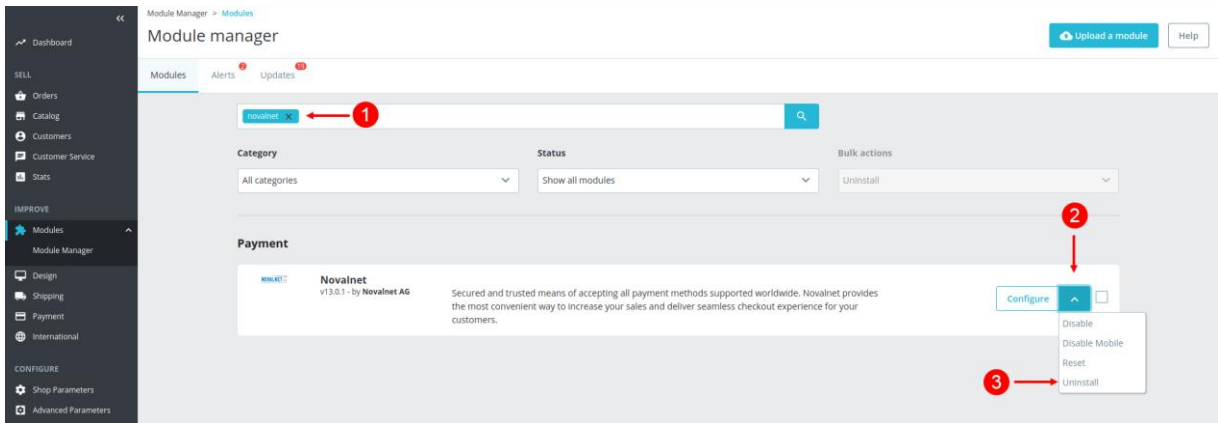 Module Manager > Modules
Module manager
Upload a module
Help
Dashboard
SELL
Orders
Catalog
Customers
Customer Service
Stats
IMPROVE
Modules
Module Manager
Design
Shipping
Payment
International
CONFIGURE
Shop Parameters
Advanced Parameters
Modules
Alerts 2
Updates
novalnet ×
1
Category
Status
Bulk actions
All categories
Show all modules
Uninstall
2
Payment
NOVALNET
Novalnet
v13.0.1 - by Novalnet AG
Secured and trusted means of accepting all payment methods supported worldwide. Novalnet provides
the most convenient way to increase your sales and deliver seamless checkout experience for your
customers.
Configure
Disable
Disable Mobile
Reset
3
Uninstall